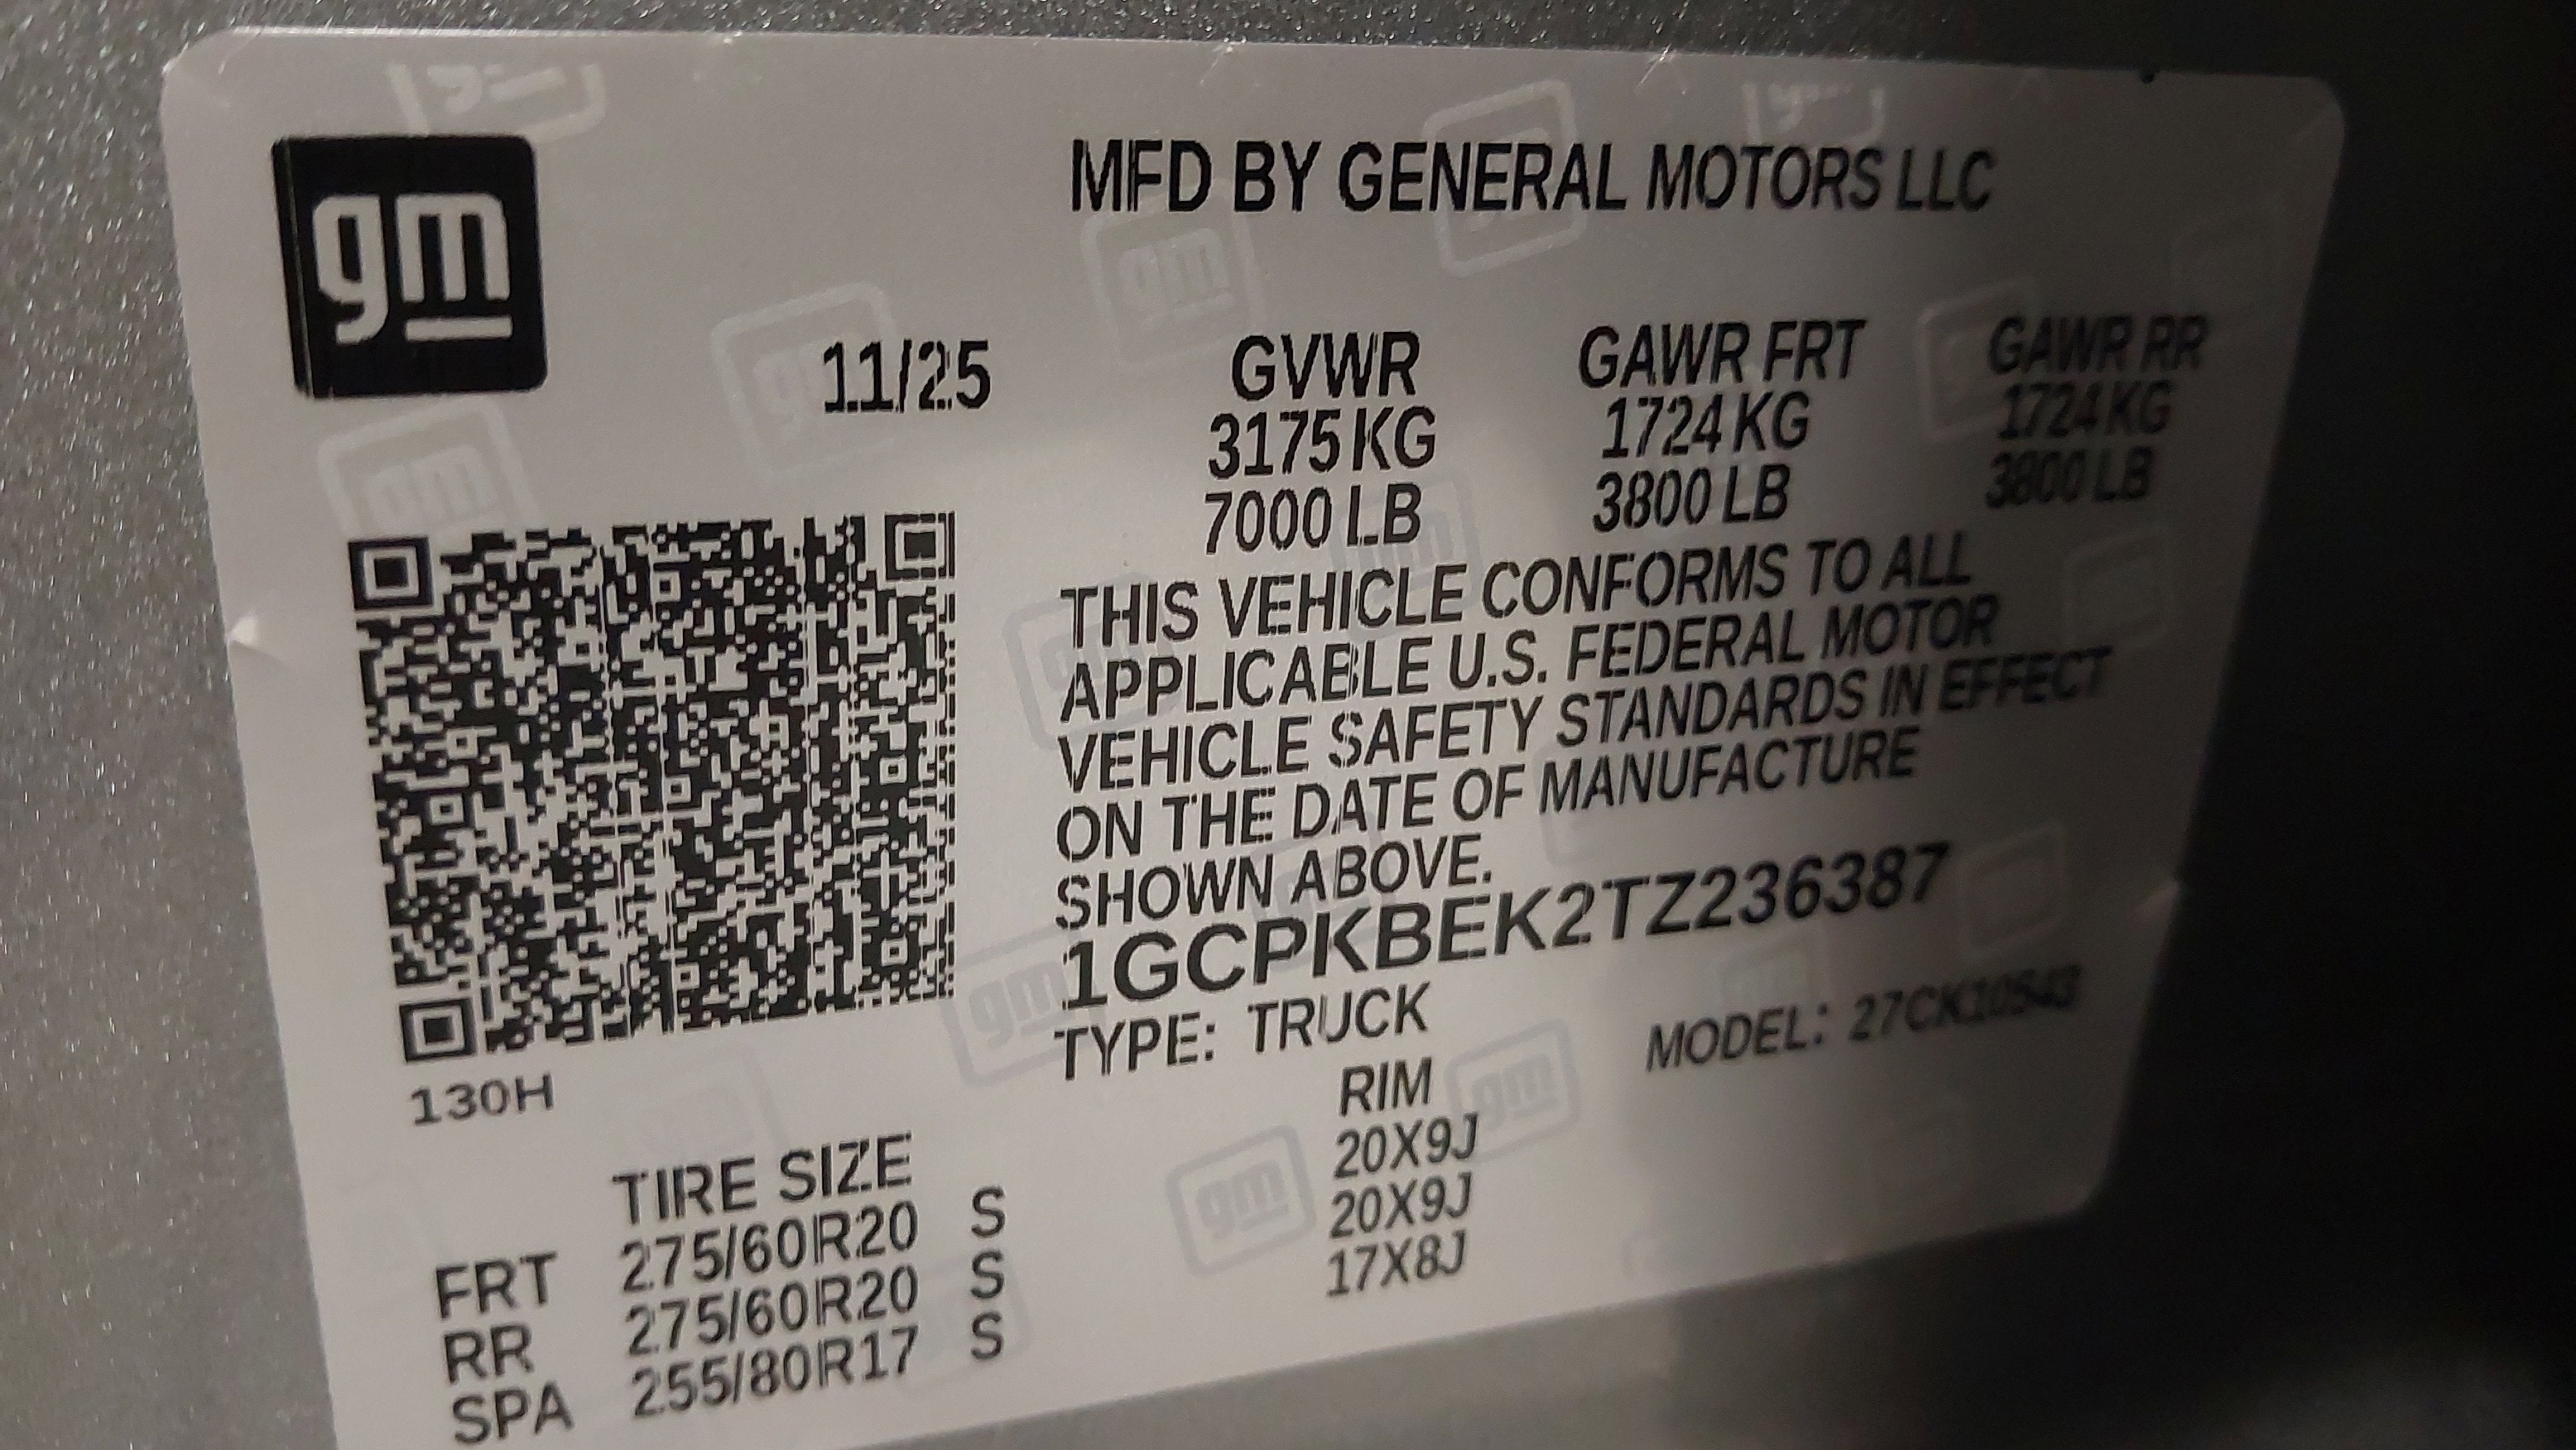 gm
MFD BY GENERAL MOTORS LLC
11/25 GVWR GAWR FRT GAWR RR
3175 KG 1724 KG 1724 KG
7000 LB 3800 LB 3800 LB
THIS VEHICLE CONFORMS TO ALL
APPLICABLE U.S. FEDERAL MOTOR
VEHICLE SAFETY STANDARDS IN EFFECT
ON THE DATE OF MANUFACTURE
SHOWN ABOVE.
1GCPKBEK2TZ236387
TYPE: TRUCK MODEL: 27CK10543
130H
TIRE SIZE RIM
FRT 275/60R20 S 20X9J
RR 275/60R20 S 20X9J
SPA 255/80R17 S 17X8J